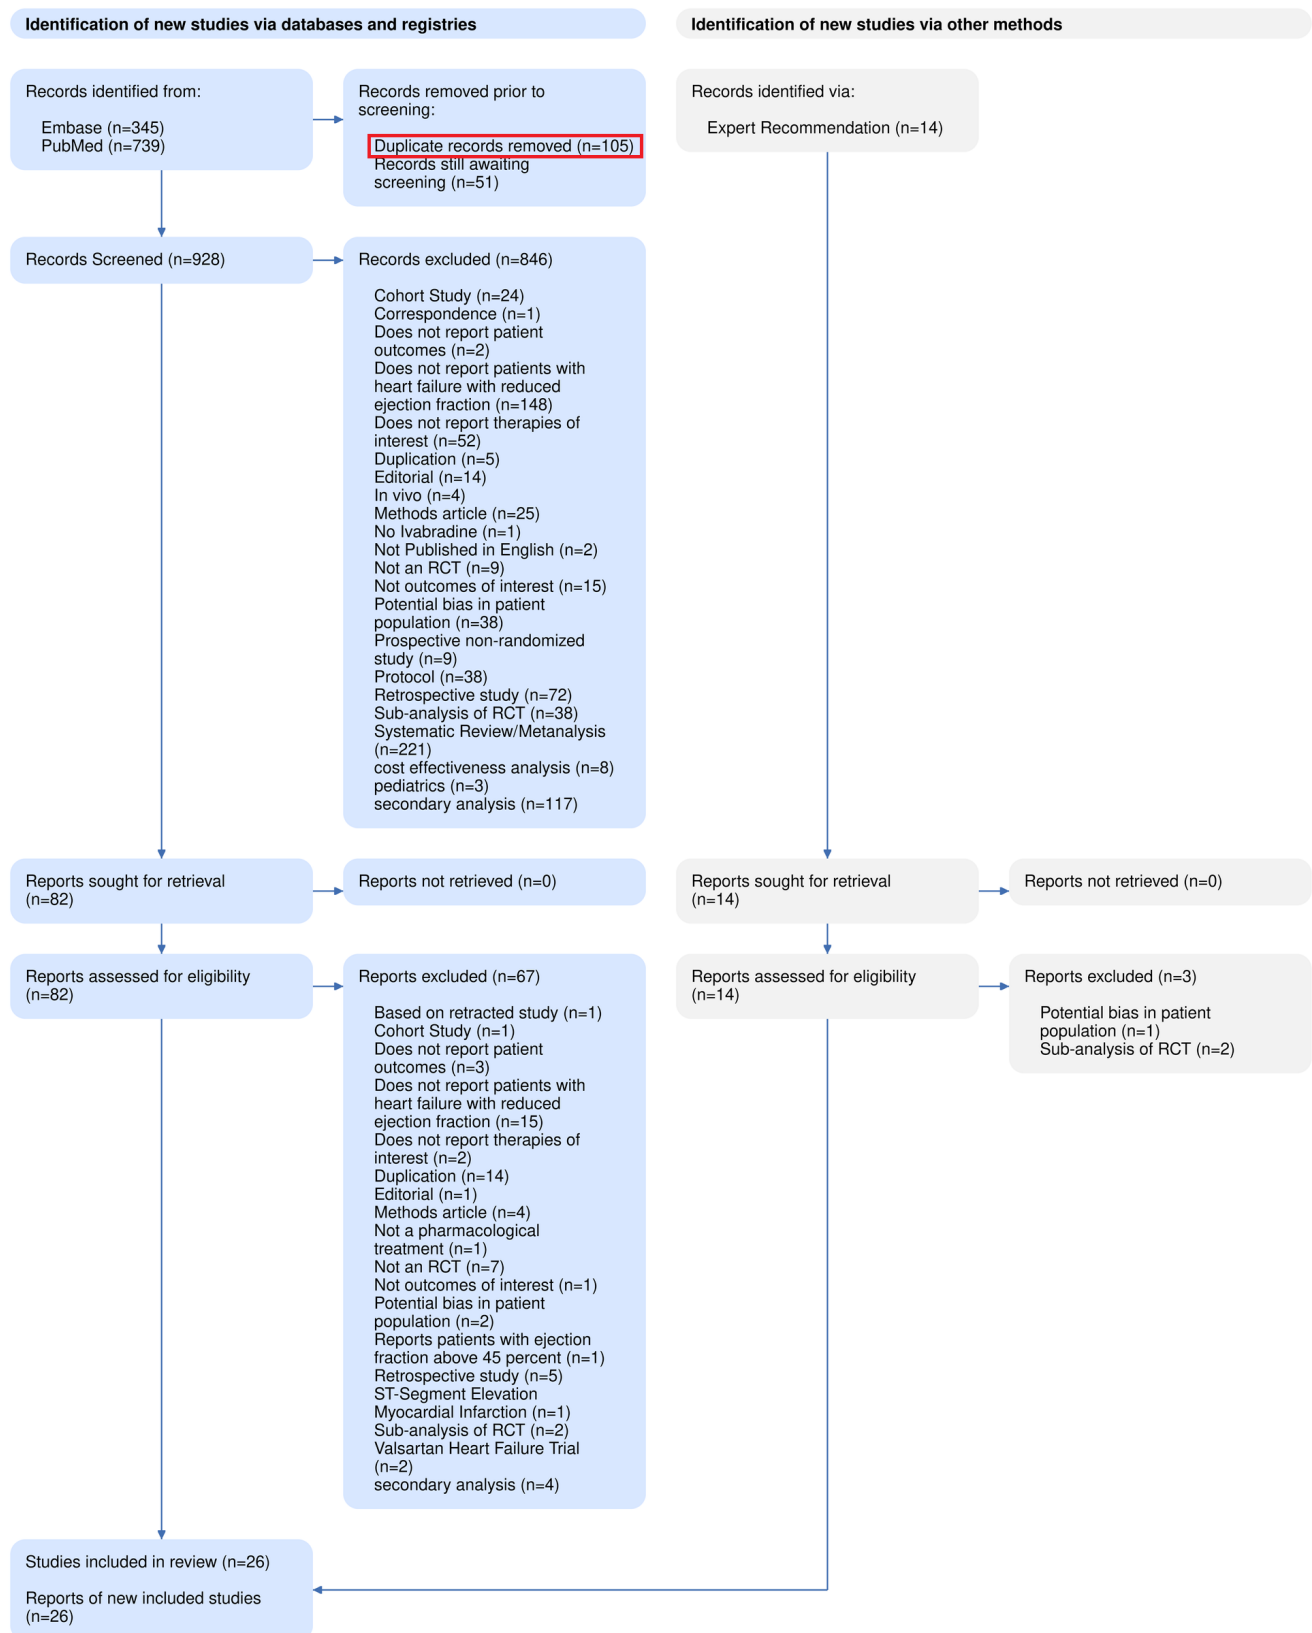 Identification of new studies via databases and registries
Identification of new studies via other methods
Records identified from:
Embase (n=345)
PubMed (n=739)
Records removed prior to
screening:
Duplicate records removed (n=105)
Records still awaiting
screening (n=51)
Records identified via:
Expert Recommendation (n=14)
Records Screened (n=928)
Records excluded (n=846)
Cohort Study (n=24)
Correspondence (n=1)
Does not report patient
outcomes (n=2)
Does not report patients with
heart failure with reduced
ejection fraction (n=148)
Does not report therapies of
interest (n=52)
Duplication (n=5)
Editorial (n=14)
In vivo (n=4)
Methods article (n=25)
No Ivabradine (n=1)
Not Published in English (n=2)
Not an RCT (n=9)
Not outcomes of interest (n=15)
Potential bias in patient
population (n=38)
Prospective non-randomized
study (n=9)
Protocol (n=38)
Retrospective study (n=72)
Sub-analysis of RCT (n=38)
Systematic Review/Metanalysis
(n=221)
cost effectiveness analysis (n=8)
pediatrics (n=3)
secondary analysis (n=117)
Reports sought for retrieval
(n=82)
Reports not retrieved (n=0)
Reports sought for retrieval
(n=14)
Reports not retrieved (n=0)
Reports assessed for eligibility
(n=82)
Reports excluded (n=67)
Based on retracted study (n=1)
Cohort Study (n=1)
Does not report patient
outcomes (n=3)
Does not report patients with
heart failure with reduced
ejection fraction (n=15)
Does not report therapies of
interest (n=2)
Duplication (n=14)
Editorial (n=1)
Methods article (n=4)
Not a pharmacological
treatment (n=1)
Not an RCT (n=7)
Not outcomes of interest (n=1)
Potential bias in patient
population (n=2)
Reports patients with ejection
fraction above 45 percent (n=1)
Retrospective study (n=5)
ST-Segment Elevation
Myocardial Infarction (n=1)
Sub-analysis of RCT (n=2)
Valsartan Heart Failure Trial
(n=2)
secondary analysis (n=4)
Reports assessed for eligibility
(n=14)
Reports excluded (n=3)
Potential bias in patient
population (n=1)
Sub-analysis of RCT (n=2)
Studies included in review (n=26)
Reports of new included studies
(n=26)